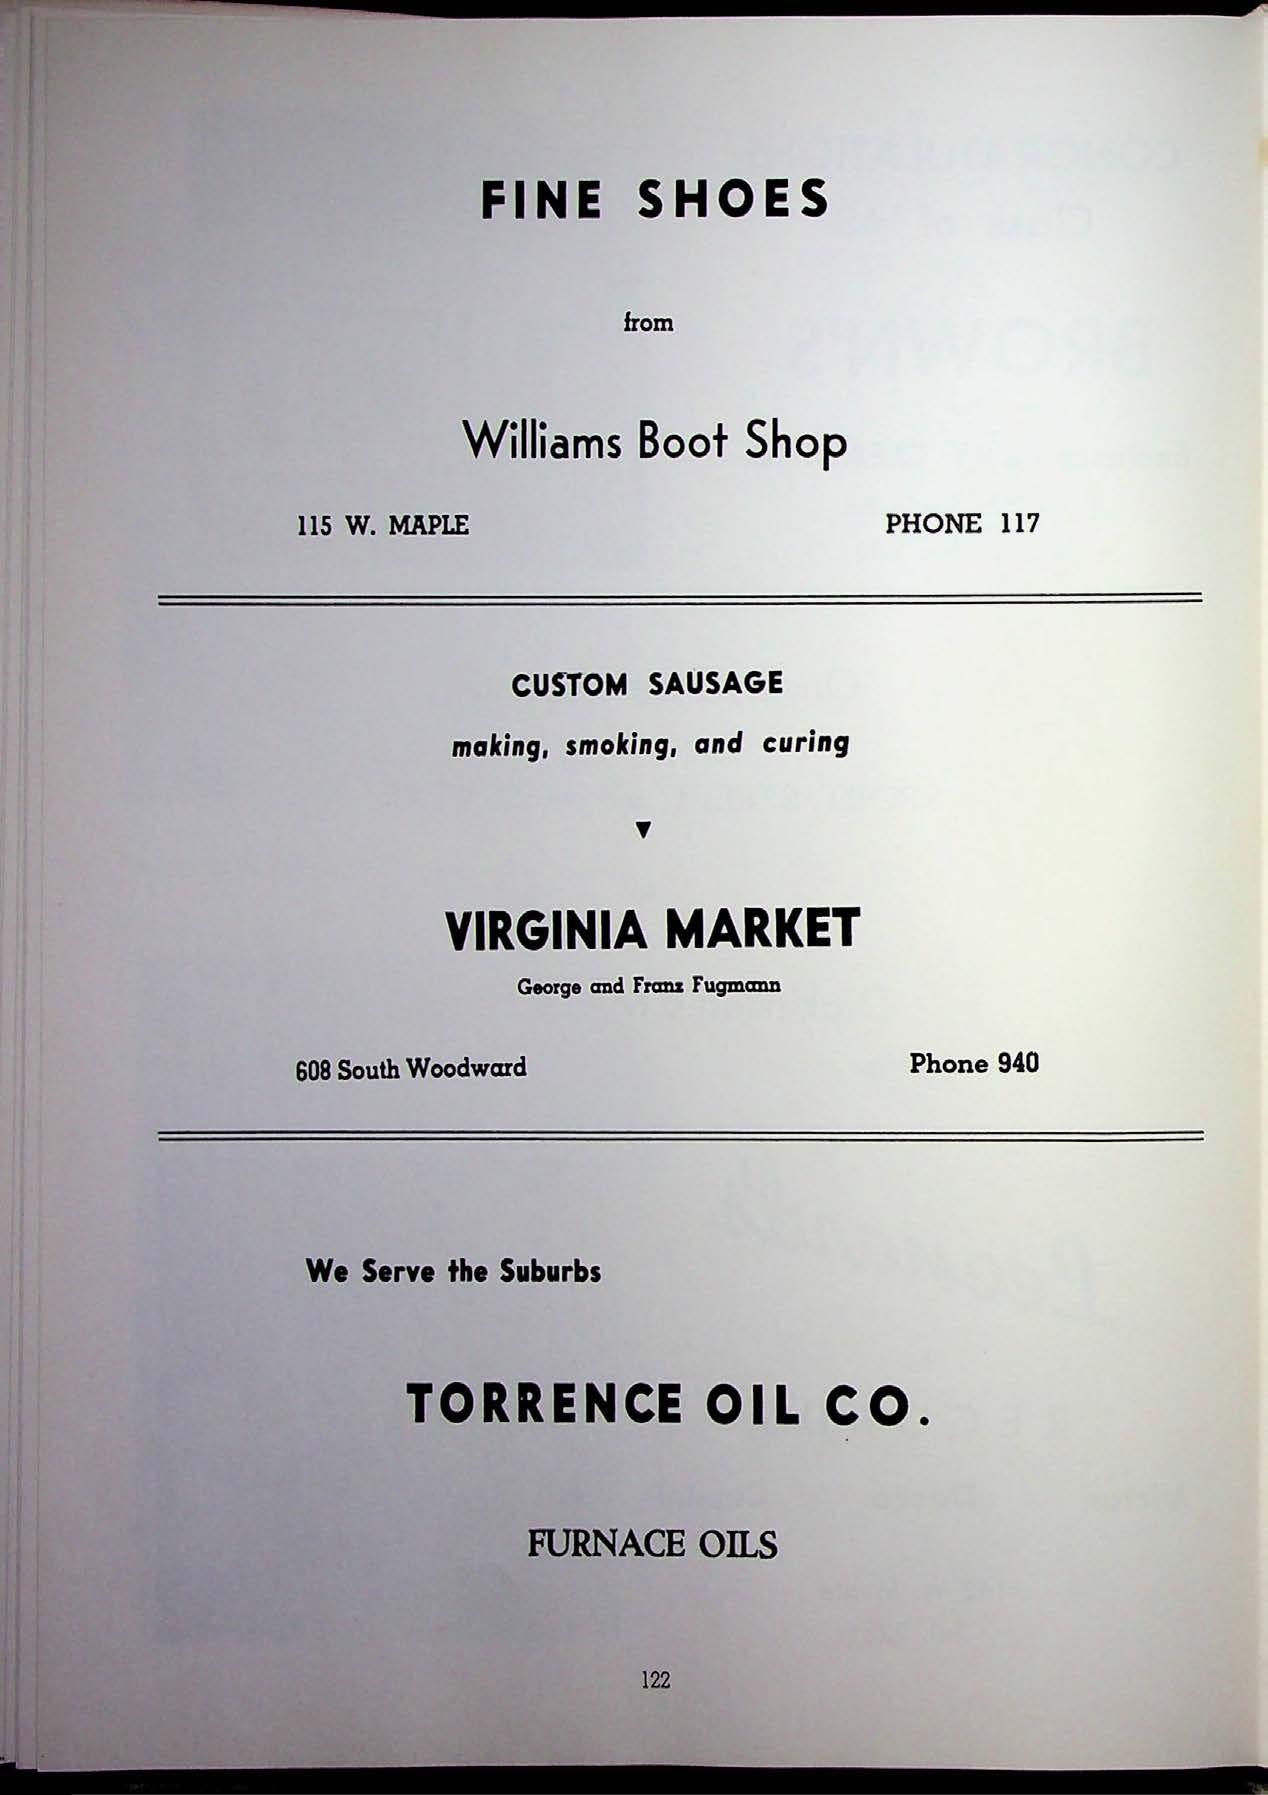 FINE SHOES
from
Williams Boot Shop
115 W. MAPLE PHONE 117
CUSTOM SAUSAGE
making, smoking, and curing
VIRGINIA MARKET
George and Franz Fugmann
608 South Woodward Phone 940
We Serve the Suburbs
TORRENCE OIL CO.
FURNACE OILS
122